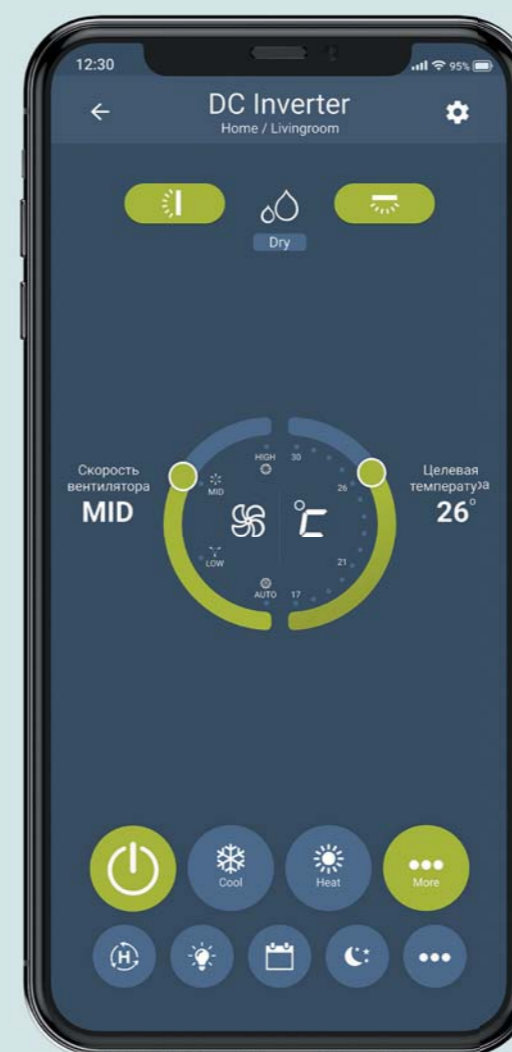 12:30
95%
DC Inverter
Home / Livingroom
Dry
Скорость
вентилятора
MID
HIGH
MID
LOW
AUTO
30
26
21
17
°C
Целевая
температуза
26°
Cool
Heat
More
H